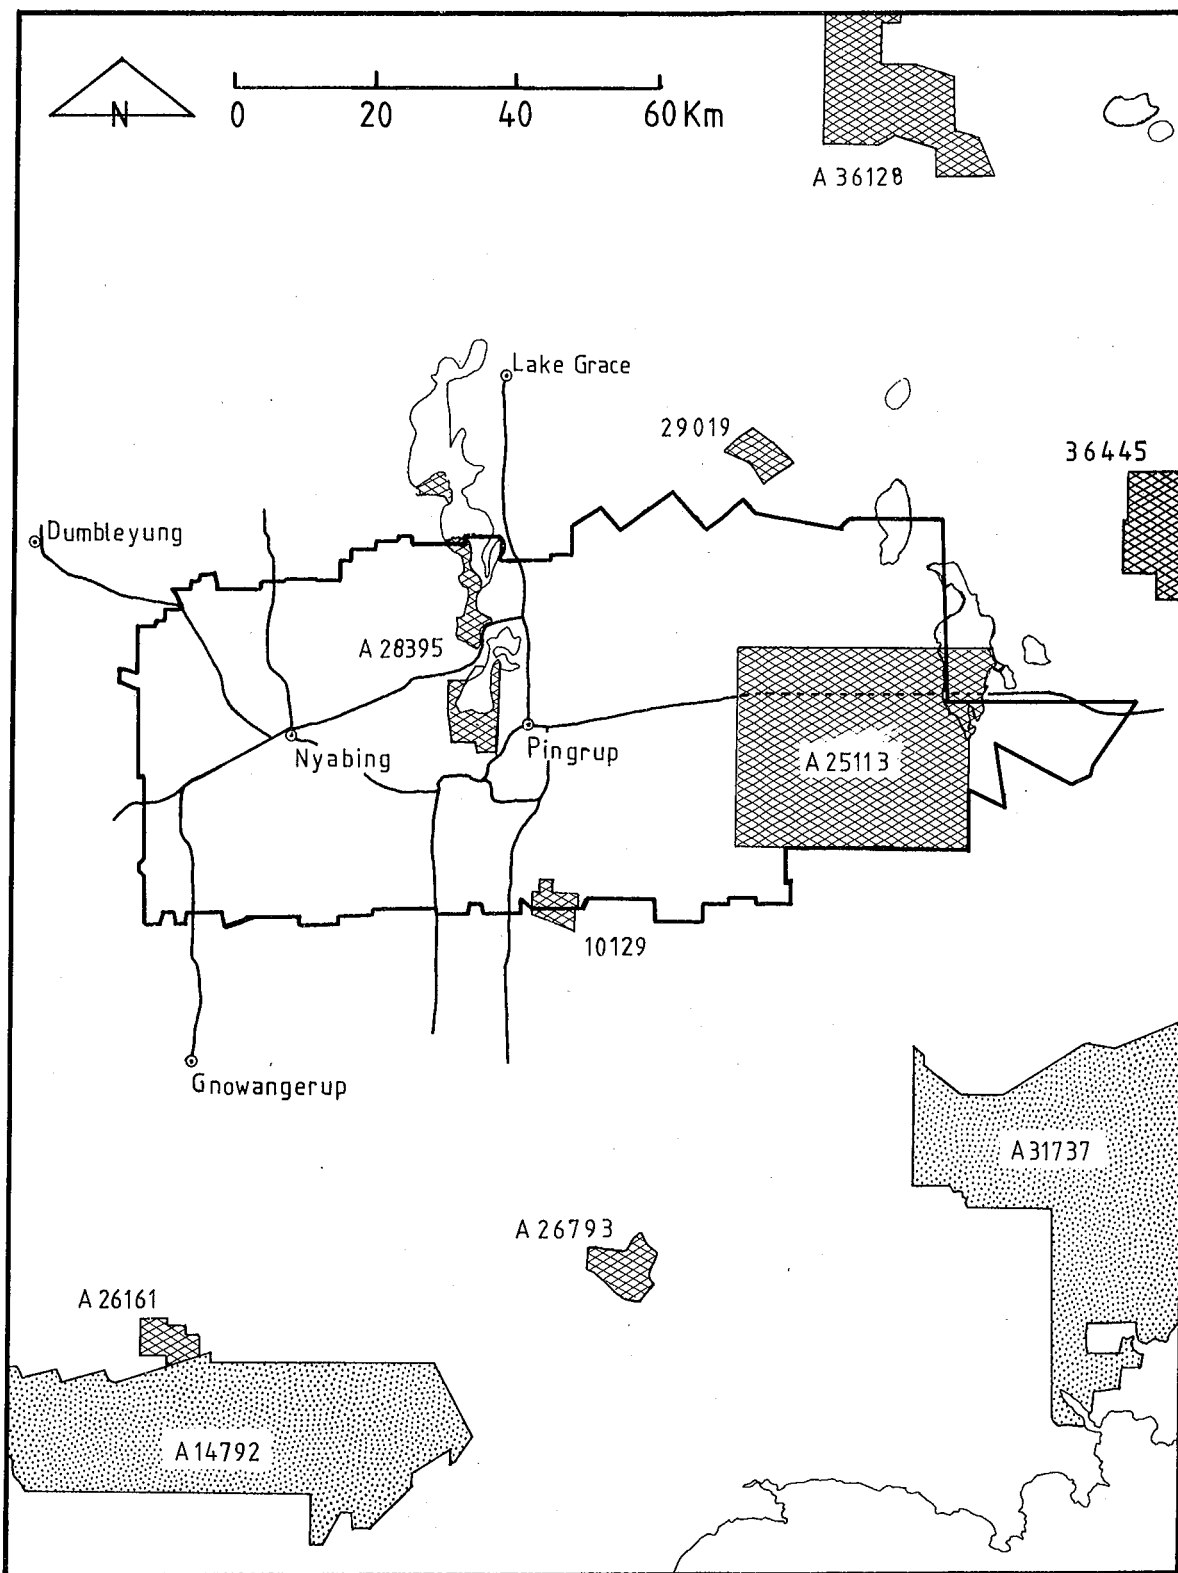 N
0 20 40 60 Km
A 36128
Lake Grace
29019
36445
Dumbleyung
A 28395
Nyabing
Pingrup
A 25113
10129
Gnowangerup
A 31737
A 26793
A 26161
A 14792